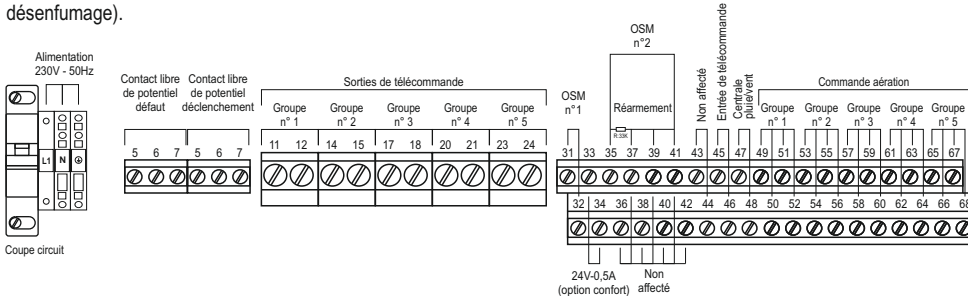 désenfumage).
Alimentation
230V - 50Hz
L1 N
Coupe circuit
Contact libre
de potentiel
défaut
Contact libre
de potentiel
déclenchement
5 6 7 5 6 7
Sorties de télécommande
Groupe
n° 1
Groupe
n° 2
Groupe
n° 3
Groupe
n° 4
Groupe
n° 5
11 12 14 15 17 18 20 21 23 24
OSM
n°1
OSM
n°2
Réarmement
R:33K
Non affecté
Entrée de télécommande
Centrale
pluie/vent
Commande aération
Groupe
n° 1
Groupe
n° 2
Groupe
n° 3
Groupe
n° 4
Groupe
n° 5
31 33 35 37 39 41 43 45 47 49 51 53 55 57 59 61 63 65 67
32 34 36 38 40 42 44 46 48 50 52 54 56 58 60 62 64 66 68
24V-0,5A
(option confort)
Non
affecté